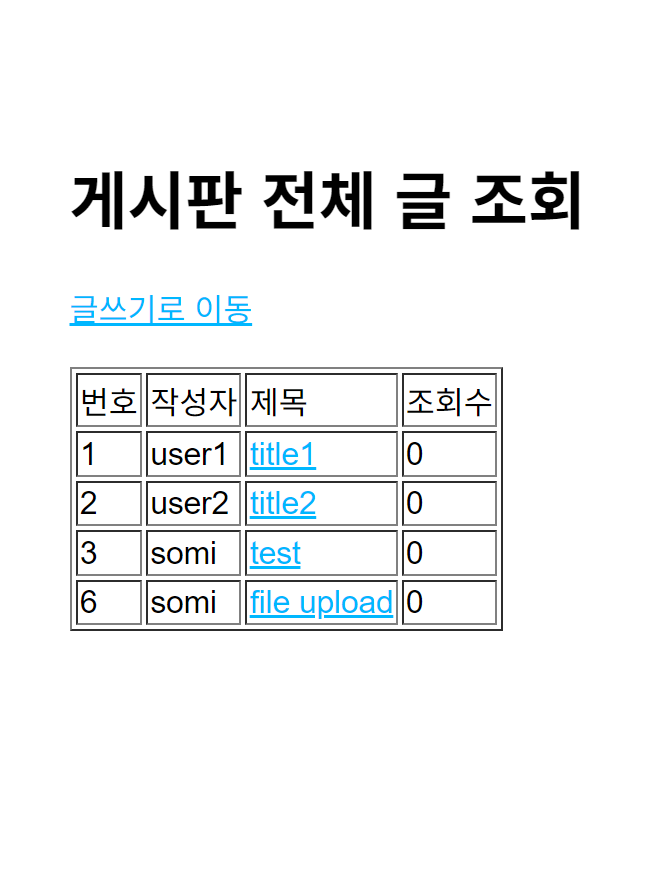 게시판 전체 글 조회
글쓰기로 이동
번호 작성자 제목 조회수
1 user1 title1 0
2 user2 title2 0
3 somi test 0
6 somi file upload 0